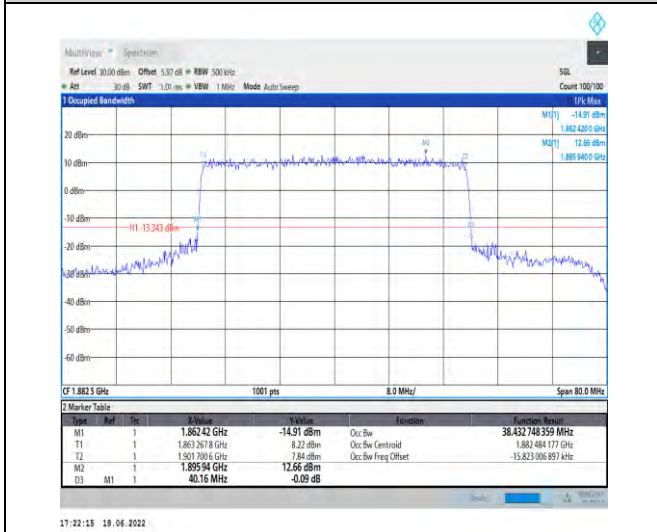 MultiView Spectrum
Ref Level 30.00 dBm Offset 5.97 dB RBW 500 kHz SGL
Att 30 dB SWT 1.01 ms VBW 1 MHz Mode Auto Sweep Count 100/100
1 Occupied Bandwidth 1Pk Max
M1[1] -14.91 dBm
1.862 420 0 GHz
M2[1] 12.66 dBm
1.895 940 0 GHz
20 dBm
10 dBm
0 dBm
-10 dBm
H1 -13.343 dBm
-20 dBm
-30 dBm
-40 dBm
-50 dBm
-60 dBm
CF 1.882 5 GHz 1001 pts 8.0 MHz/ Span 80.0 MHz
2 Marker Table
Type Ref Trc X-Value Y-Value Function Function Result
M1 1 1.862 42 GHz -14.91 dBm Occ Bw 38.432 748 359 MHz
T1 1 1.863 267 8 GHz 8.22 dBm Occ Bw Centroid 1.882 484 177 GHz
T2 1 1.901 700 6 GHz 7.84 dBm Occ Bw Freq Offset -15.823 006 897 kHz
M2 1 1.895 94 GHz 12.66 dBm
D3 M1 1 40.16 MHz -0.09 dB
17:22:15 18.06.2022